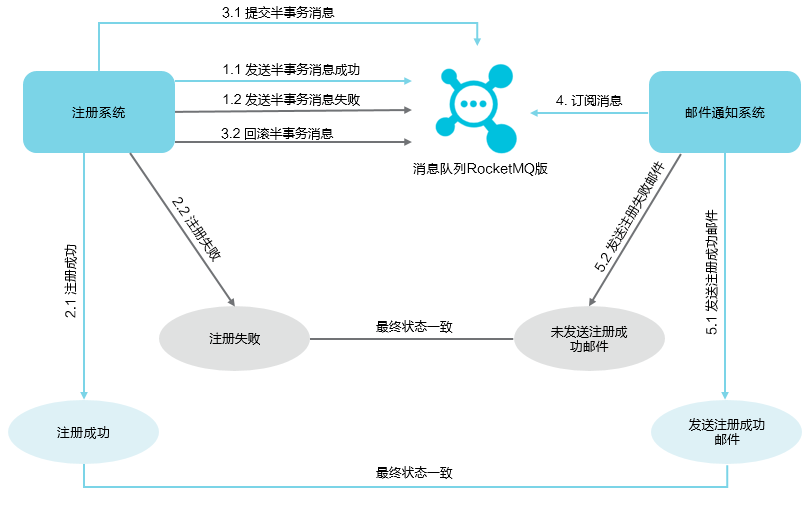 3.1 提交半事务消息
1.1 发送半事务消息成功
1.2 发送半事务消息失败
3.2 回滚半事务消息
注册系统
4. 订阅消息
邮件通知系统
消息队列RocketMQ版
2.1 注册成功
2.2 注册失败
5.2 发送注册失败邮件
5.1 发送注册成功邮件
注册失败
最终状态一致
未发送注册成
功邮件
注册成功
发送注册成功
邮件
最终状态一致